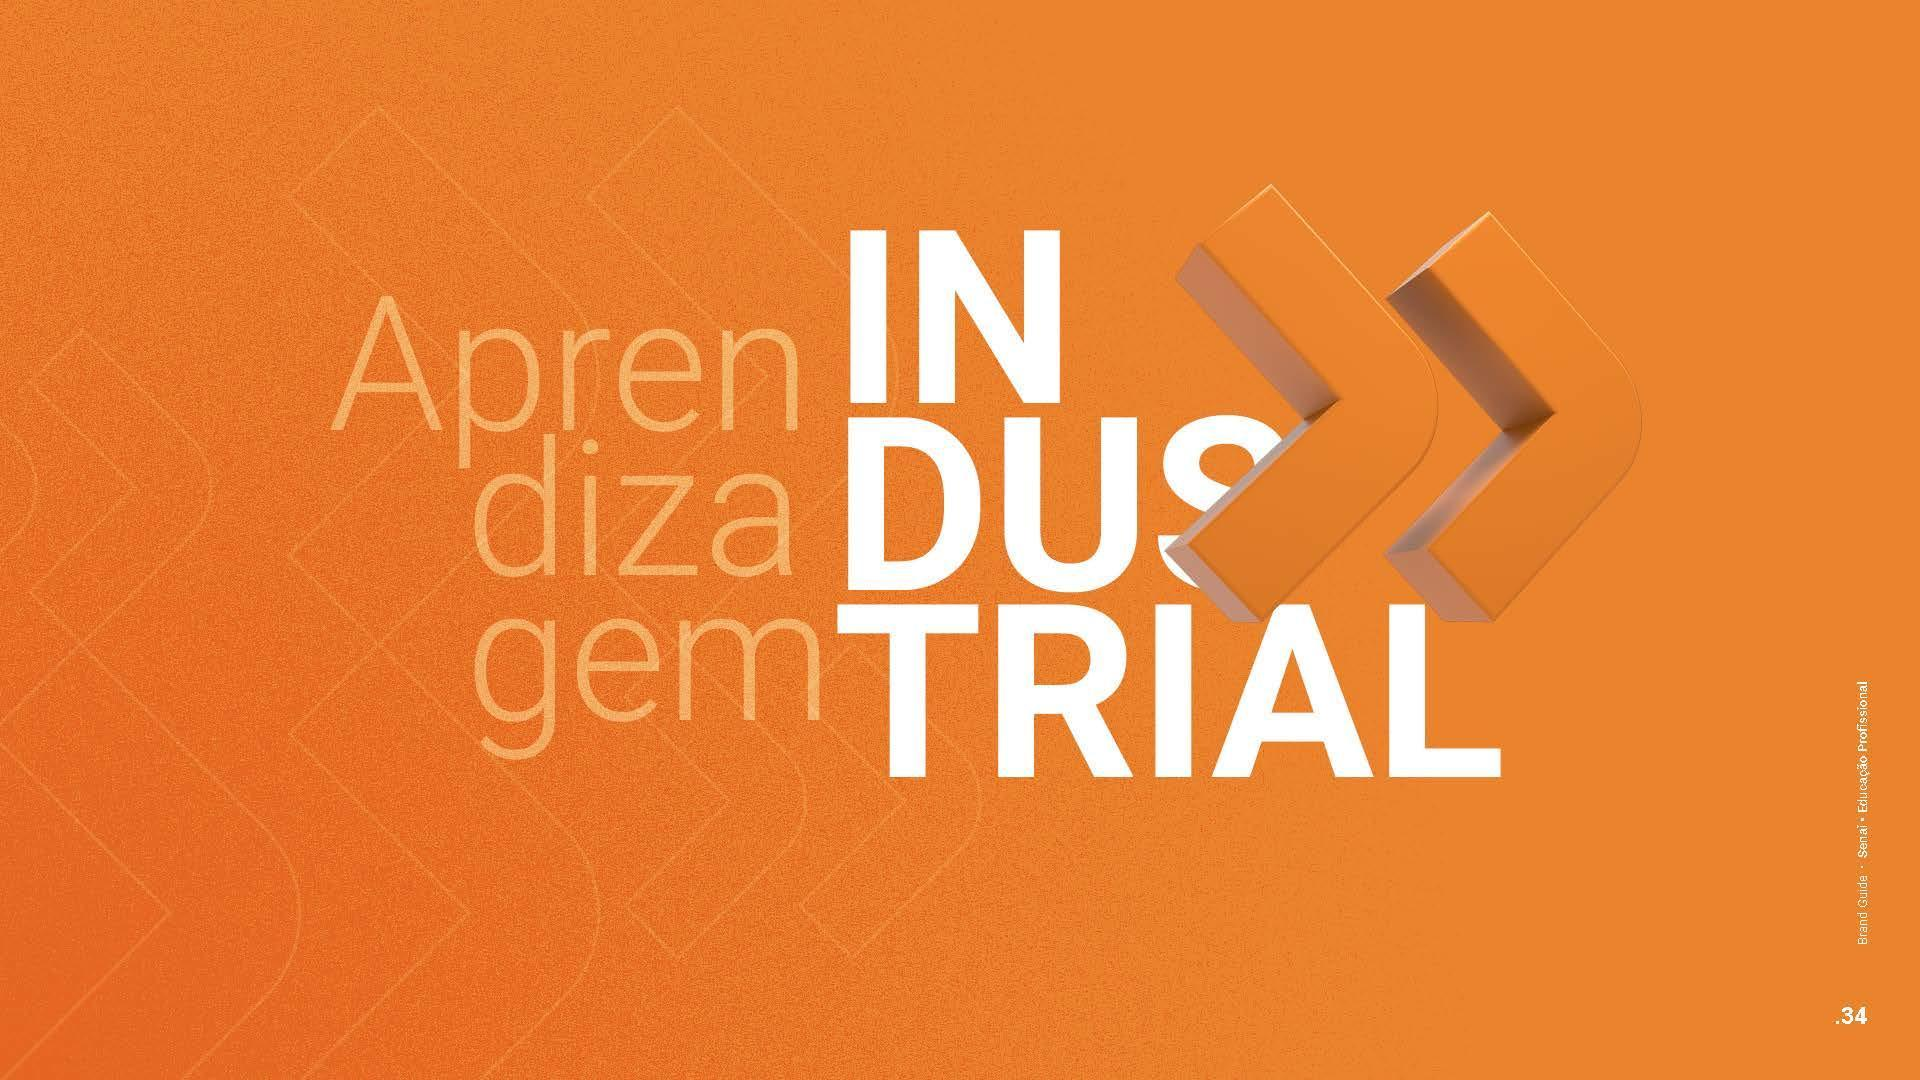 Apren
diza
gem
IN
DUS
TRIAL
Brand Guide · Senai • Educação Profissional
.34